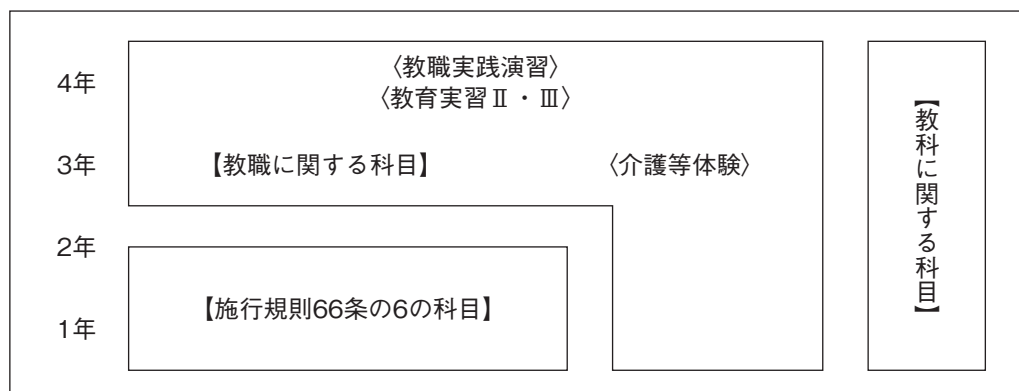 4年
〈教職実践演習〉
〈教育実習Ⅱ・Ⅲ〉
3年
【教職に関する科目】
〈介護等体験〉
2年
1年
【施行規則66条の6の科目】
【教科に関する科目】